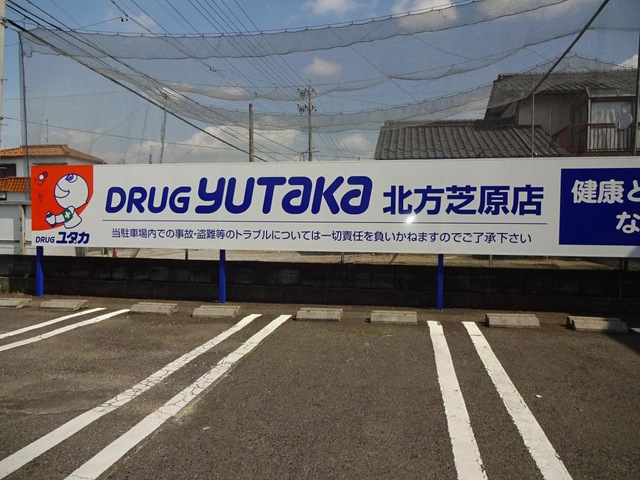 DRUG ユタカ
DRUG YUTAKA 北方芝原店
当駐車場内での事故・盗難等のトラブルについては一切責任を負いかねますのでご了承下さい
健康と
な